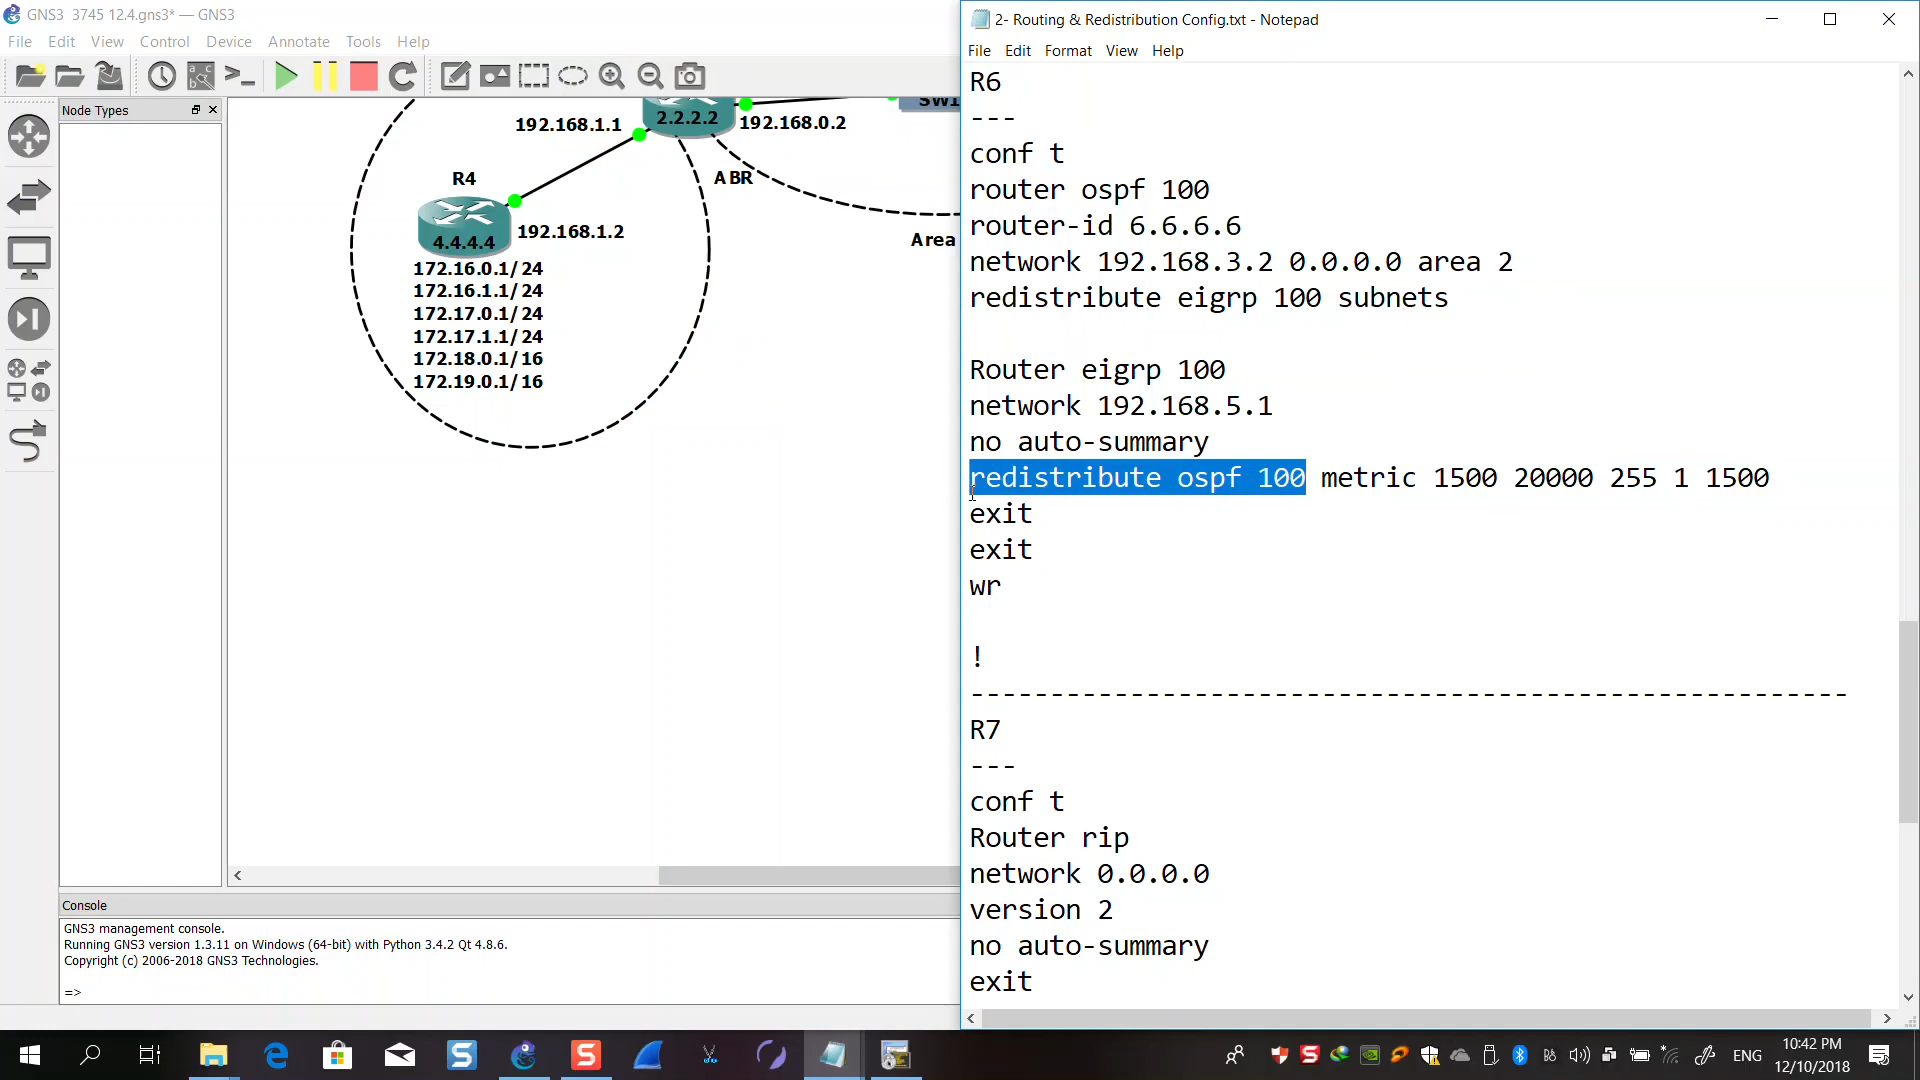 GNS3 3745 12.4.gns3* — GNS3
File Edit View Control Device Annotate Tools Help
Node Types
192.168.1.1
2.2.2.2
192.168.0.2
ABR
R4
192.168.1.2
4.4.4.4
Area
172.16.0.1/24
172.16.1.1/24
172.17.0.1/24
172.17.1.1/24
172.18.0.1/16
172.19.0.1/16
Console
GNS3 management console.
Running GNS3 version 1.3.11 on Windows (64-bit) with Python 3.4.2 Qt 4.8.6.
Copyright (c) 2006-2018 GNS3 Technologies.
=>
2- Routing & Redistribution Config.txt - Notepad
File Edit Format View Help
R6
---
conf t
router ospf 100
router-id 6.6.6.6
network 192.168.3.2 0.0.0.0 area 2
redistribute eigrp 100 subnets
Router eigrp 100
network 192.168.5.1
no auto-summary
redistribute ospf 100 metric 1500 20000 255 1 1500
exit
exit
wr
!
-------------------------------------------------------
R7
---
conf t
Router rip
network 0.0.0.0
version 2
no auto-summary
exit
ENG
10:42 PM
12/10/2018